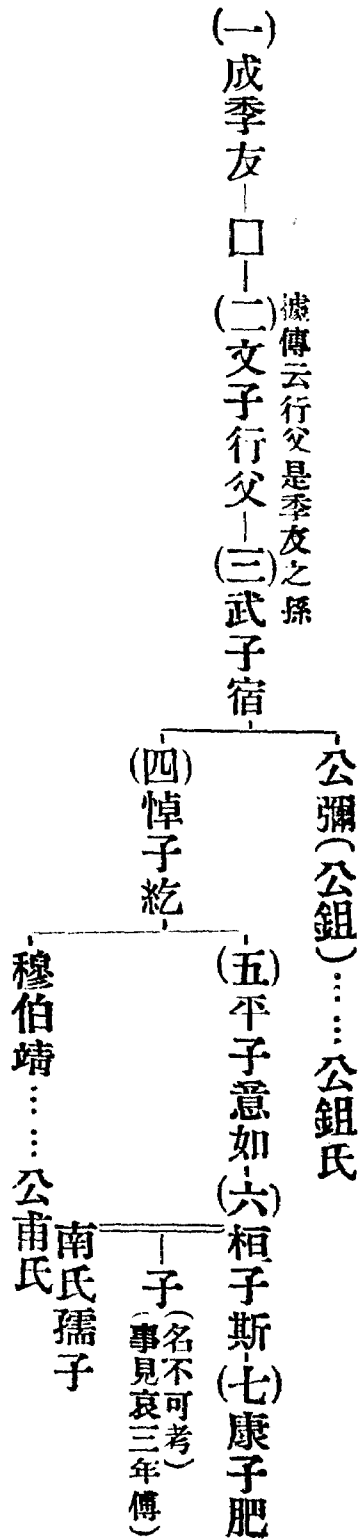 公彌(公鉏)……公鉏氏
據傳云行父是季友之孫
(一)成季友—□—(二)文子行父—(三)武子宿
(五)平子意如—(六)桓子斯—(七)康子肥
子(名不可考)
(事見哀三年傳)
(四)悼子紇
南氏孺子
穆伯靖……公甫氏